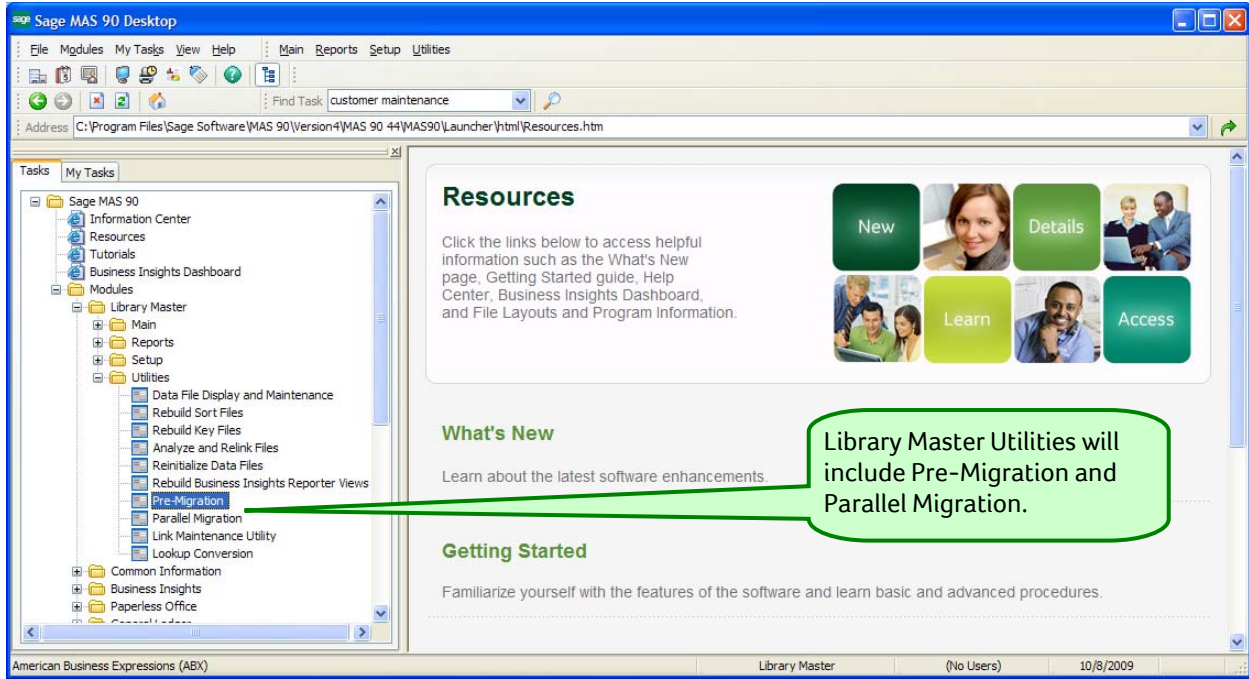 sage Sage MAS 90 Desktop
File Modules My Tasks View Help Main Reports Setup Utilities
Find Task customer maintenance
Address C:\Program Files\Sage Software\MAS 90\Version4\MAS 90 44\MAS90\Launcher\html\Resources.htm
Tasks My Tasks
Sage MAS 90
Information Center
Resources
Tutorials
Business Insights Dashboard
Modules
Library Master
Main
Reports
Setup
Utilities
Data File Display and Maintenance
Rebuild Sort Files
Rebuild Key Files
Analyze and Relink Files
Reinitialize Data Files
Rebuild Business Insights Reporter Views
Pre-Migration
Parallel Migration
Link Maintenance Utility
Lookup Conversion
Common Information
Business Insights
Paperless Office
General Ledger
Resources
Click the links below to access helpful
information such as the What's New
page, Getting Started guide, Help
Center, Business Insights Dashboard,
and File Layouts and Program Information.
New
Details
Learn
Access
What's New
Learn about the latest software enhancements.
Library Master Utilities will
include Pre-Migration and
Parallel Migration.
Getting Started
Familiarize yourself with the features of the software and learn basic and advanced procedures.
American Business Expressions (ABX) Library Master (No Users) 10/8/2009